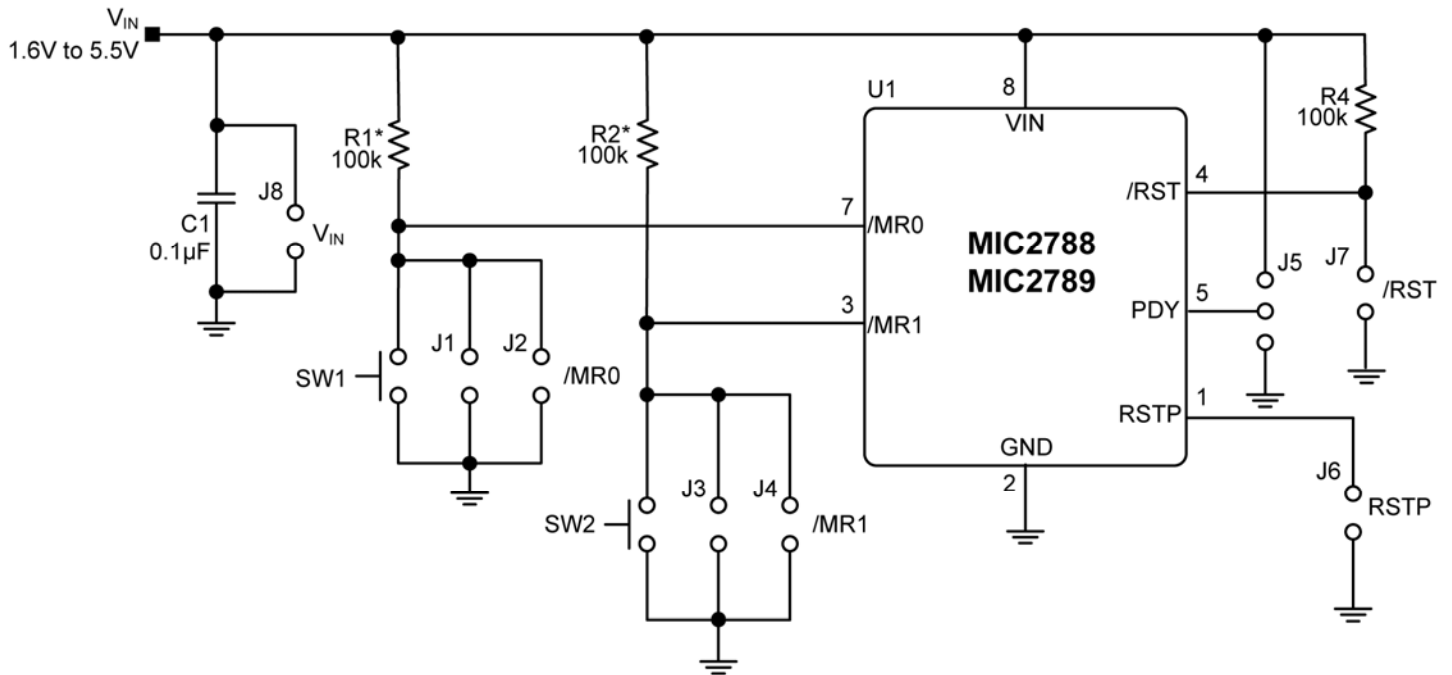 V_IN
1.6V to 5.5V
U1
8
VIN
R4
100k
R1*
100k
R2*
100k
/RST
4
J8
C1
0.1µF
V_IN
7
/MR0
MIC2788
MIC2789
J5
J7
/RST
PDY
5
3
/MR1
J1
J2
/MR0
SW1
RSTP
1
GND
2
J6
RSTP
J3
J4
SW2
/MR1